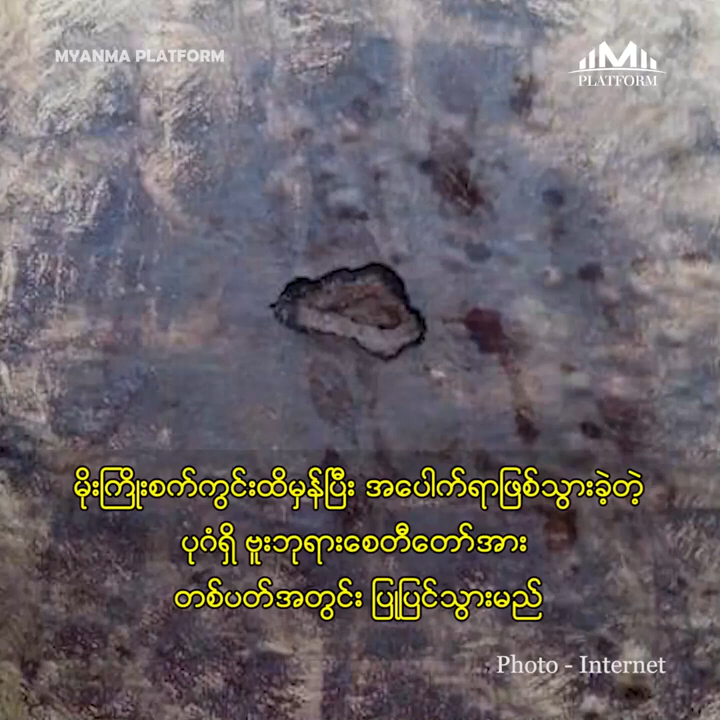 MYANMA PLATFORM
M
PLATFORM
မိုးကြိုးစက်ကွင်းထိမှန်ပြီး အပေါက်ရာဖြစ်သွားခဲ့တဲ့
ပုဂံရှိ ဗူးဘုရားစေတီတော်အား
တစ်ပတ်အတွင်း ပြုပြင်သွားမည်
Photo - Internet